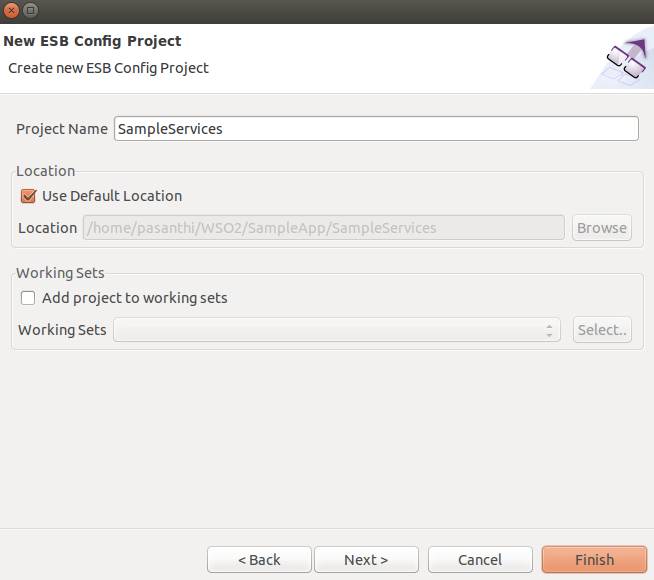 New ESB Config Project
Create new ESB Config Project
Project Name SampleServices
Location
Use Default Location
Location /home/pasanthi/WSO2/SampleApp/SampleServices Browse
Working Sets
Add project to working sets
Working Sets Select..
< Back Next > Cancel Finish